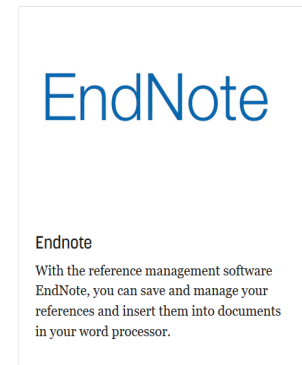 EndNote
Endnote
With the reference management software
EndNote, you can save and manage your
references and insert them into documents
in your word processor.